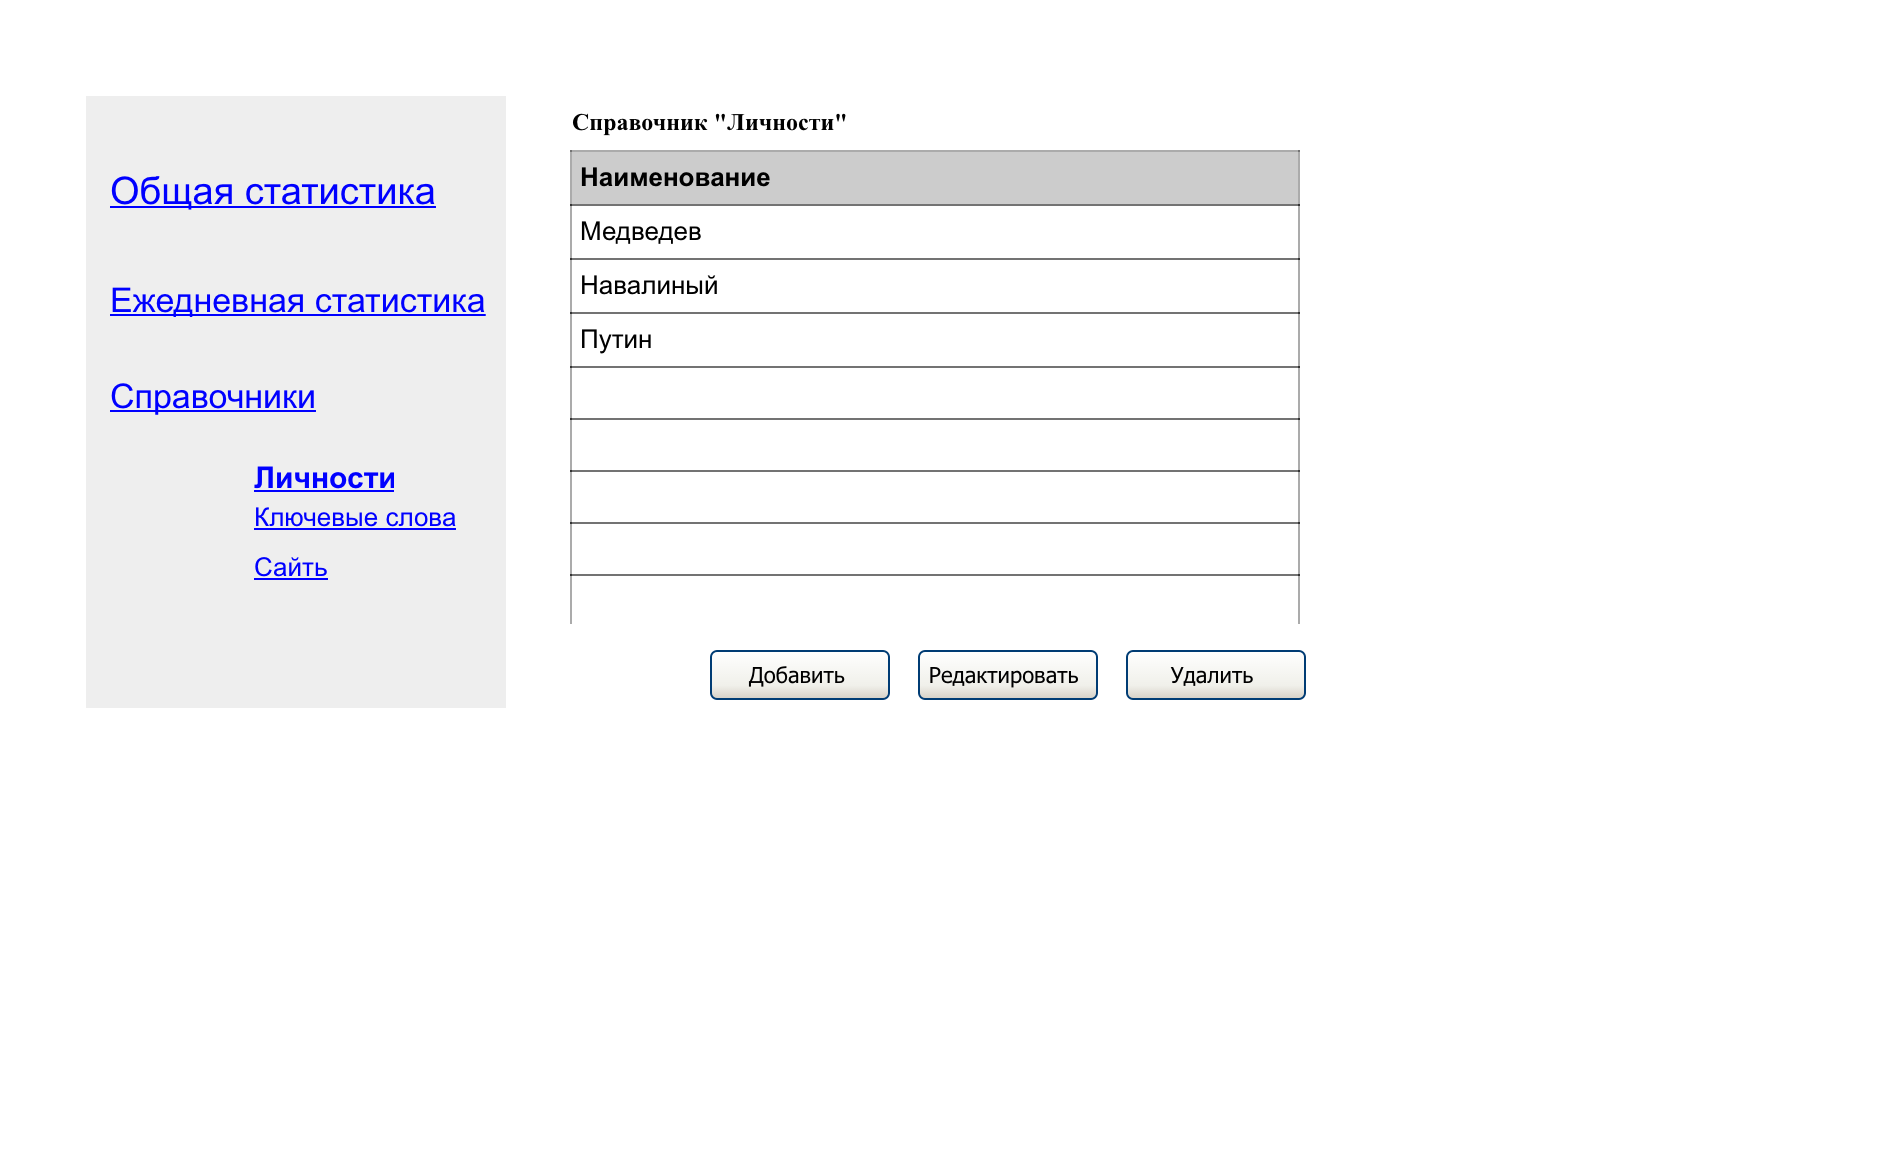 Общая статистика
Ежедневная статистика
Справочники
Личности
Ключевые слова
Сайть
Справочник "Личности"
Наименование
Медведев
Навалиный
Путин
Добавить
Редактировать
Удалить